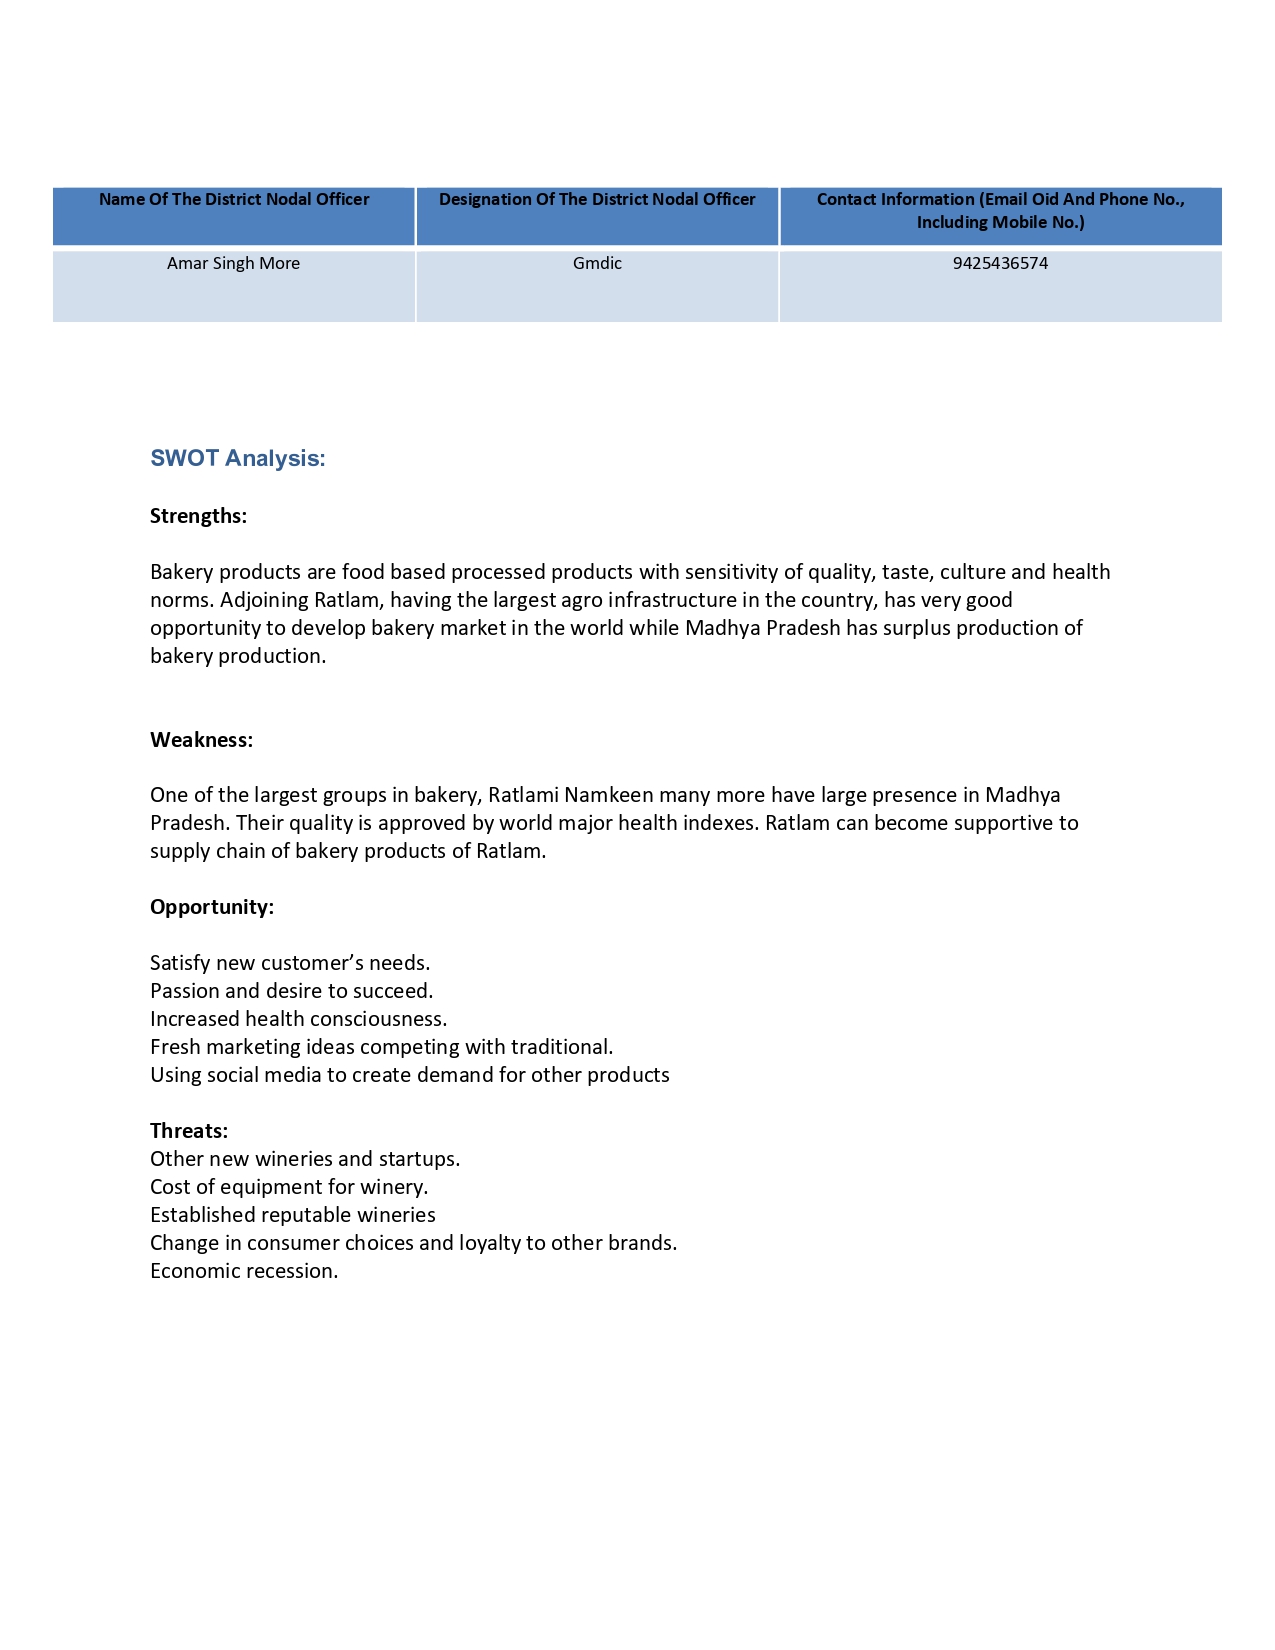 Name Of The District Nodal Officer
Designation Of The District Nodal Officer
Contact Information (Email Oid And Phone No.,
Including Mobile No.)
Amar Singh More
Gmdic
9425436574
SWOT Analysis:
Strengths:
Bakery products are food based processed products with sensitivity of quality, taste, culture and health
norms. Adjoining Ratlam, having the largest agro infrastructure in the country, has very good
opportunity to develop bakery market in the world while Madhya Pradesh has surplus production of
bakery production.
Weakness:
One of the largest groups in bakery, Ratlami Namkeen many more have large presence in Madhya
Pradesh. Their quality is approved by world major health indexes. Ratlam can become supportive to
supply chain of bakery products of Ratlam.
Opportunity:
Satisfy new customer’s needs.
Passion and desire to succeed.
Increased health consciousness.
Fresh marketing ideas competing with traditional.
Using social media to create demand for other products
Threats:
Other new wineries and startups.
Cost of equipment for winery.
Established reputable wineries
Change in consumer choices and loyalty to other brands.
Economic recession.